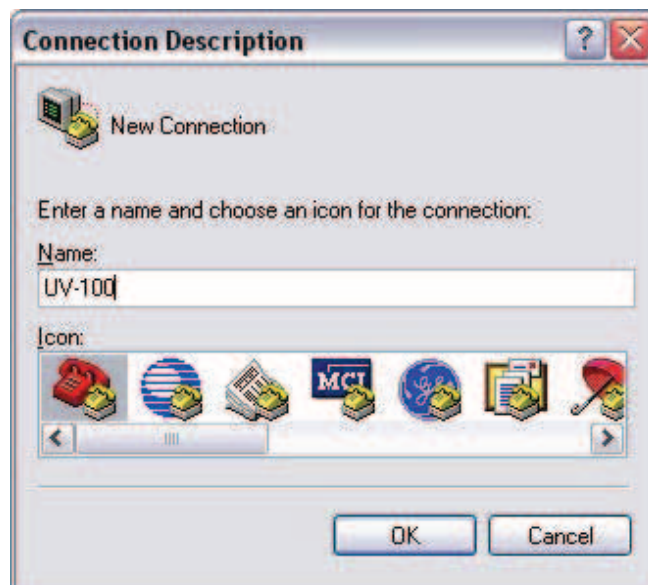 Connection Description
New Connection
Enter a name and choose an icon for the connection:
Name:
UV-100
Icon:
MCI
OK
Cancel